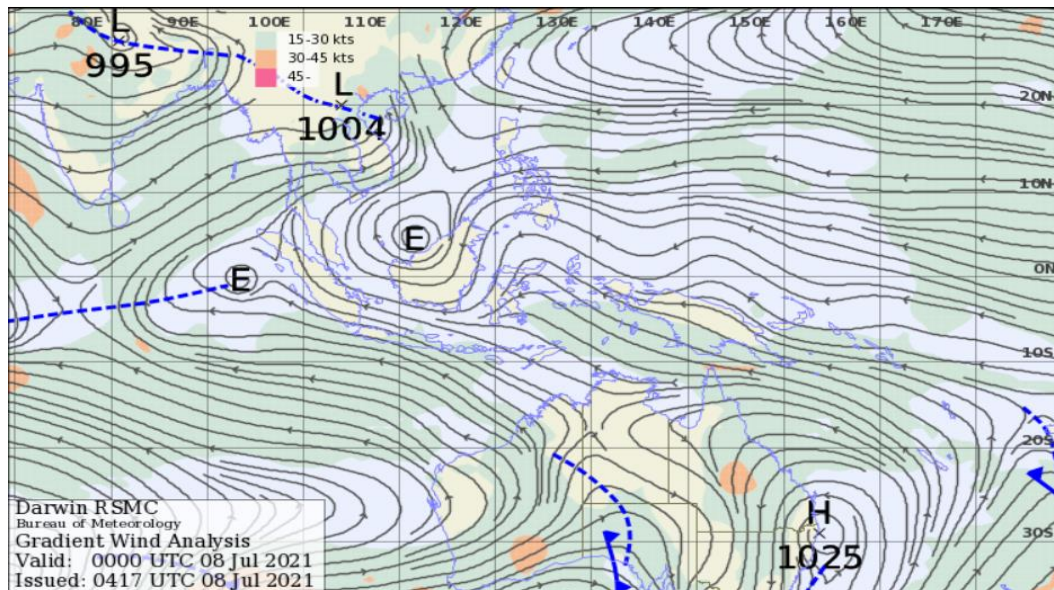 L
80E 90E 100E 110E 120E 130E 140E 150E 160E 170E
15-30 kts
995
30-45 kts
45-
L
20N
1004
10N
E
E
0N
10S
20S
H
30S
1025
Darwin RSMC
Bureau of Meteorology
Gradient Wind Analysis
Valid: 0000 UTC 08 Jul 2021
Issued: 0417 UTC 08 Jul 2021